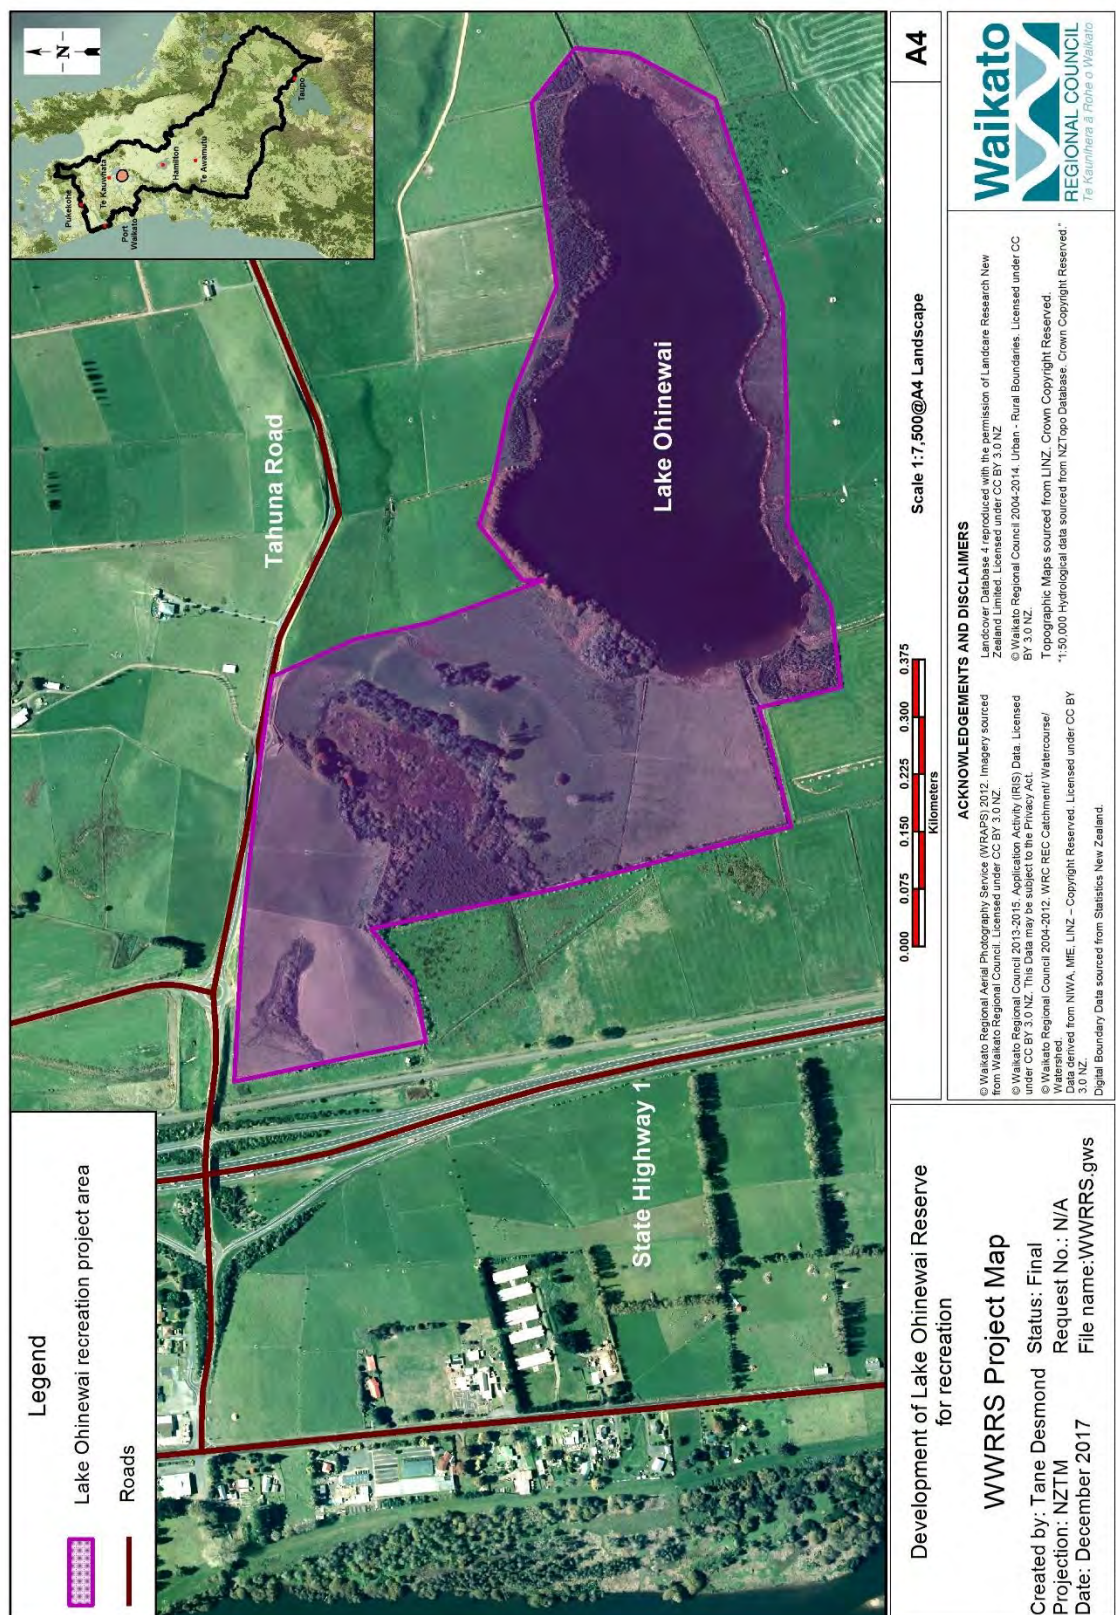 Legend
Lake Ohinewai recreation project area
Roads
N
Pukekohe
Te Kauwhata
Port
Waikato
Hamilton
Te Awamutu
Taupo
Tahuna Road
Lake Ohinewai
State Highway 1
Development of Lake Ohinewai Reserve
for recreation
WWRRS Project Map
Created by: Tane Desmond
Projection: NZTM
Date: December 2017
Status: Final
Request No.: N/A
File name:WWRRS.gws
0.000 0.075 0.150 0.225 0.300 0.375
Kilometers
Scale 1:7,500@A4 Landscape
A4
ACKNOWLEDGEMENTS AND DISCLAIMERS
© Waikato Regional Aerial Photography Service (WRAPS) 2012. Imagery sourced
from Waikato Regional Council. Licensed under CC BY 3.0 NZ.
© Waikato Regional Council 2013-2015. Application Activity (IRIS) Data. Licensed
under CC BY 3.0 NZ. This Data may be subject to the Privacy Act.
© Waikato Regional Council 2004-2012. WRC REC Catchment/ Watercourse/
Watershed.
Data derived from NIWA, MfE, LINZ – Copyright Reserved. Licensed under CC BY
3.0 NZ.
Digital Boundary Data sourced from Statistics New Zealand.
Landcover Database 4 reproduced with the permission of Landcare Research New
Zealand Limited. Licensed under CC BY 3.0 NZ
© Waikato Regional Council 2004-2014. Urban - Rural Boundaries. Licensed under CC
BY 3.0 NZ.
Topographic Maps sourced from LINZ. Crown Copyright Reserved.
"1:50,000 Hydrological data sourced from NZTopo Database. Crown Copyright Reserved."
Waikato
REGIONAL COUNCIL
Te Kaunihera ā Rohe o Waikato